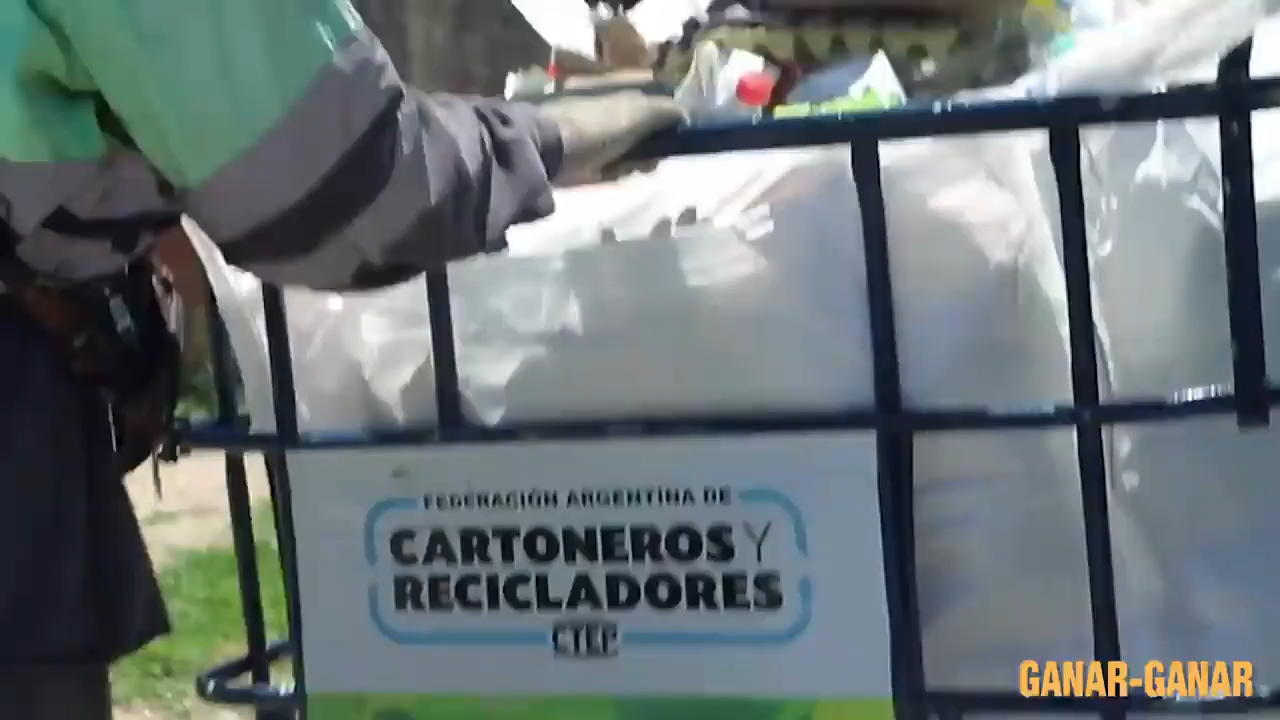 FEDERACIÓN ARGENTINA DE
CARTONEROS Y
RECICLADORES
CTEP
GANAR-GANAR